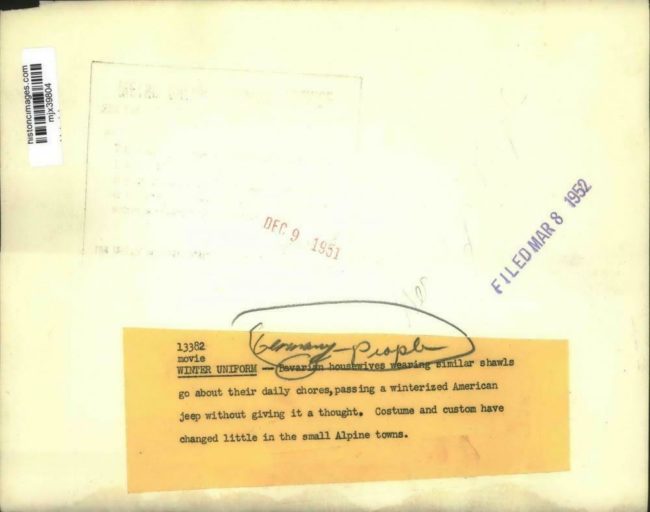 historicimages.com
mjx39804
DEC 9 1951
FILED MAR 8 1952
Germany - People
13382
movie
WINTER UNIFORM -- Bavarian housewives wearing similar shawls
go about their daily chores, passing a winterized American
jeep without giving it a thought. Costume and custom have
changed little in the small Alpine towns.